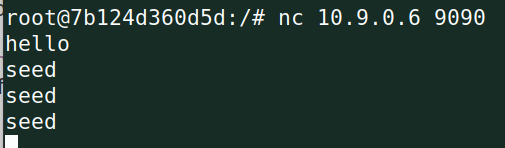 root@7b124d360d5d:/# nc 10.9.0.6 9090
hello
seed
seed
seed